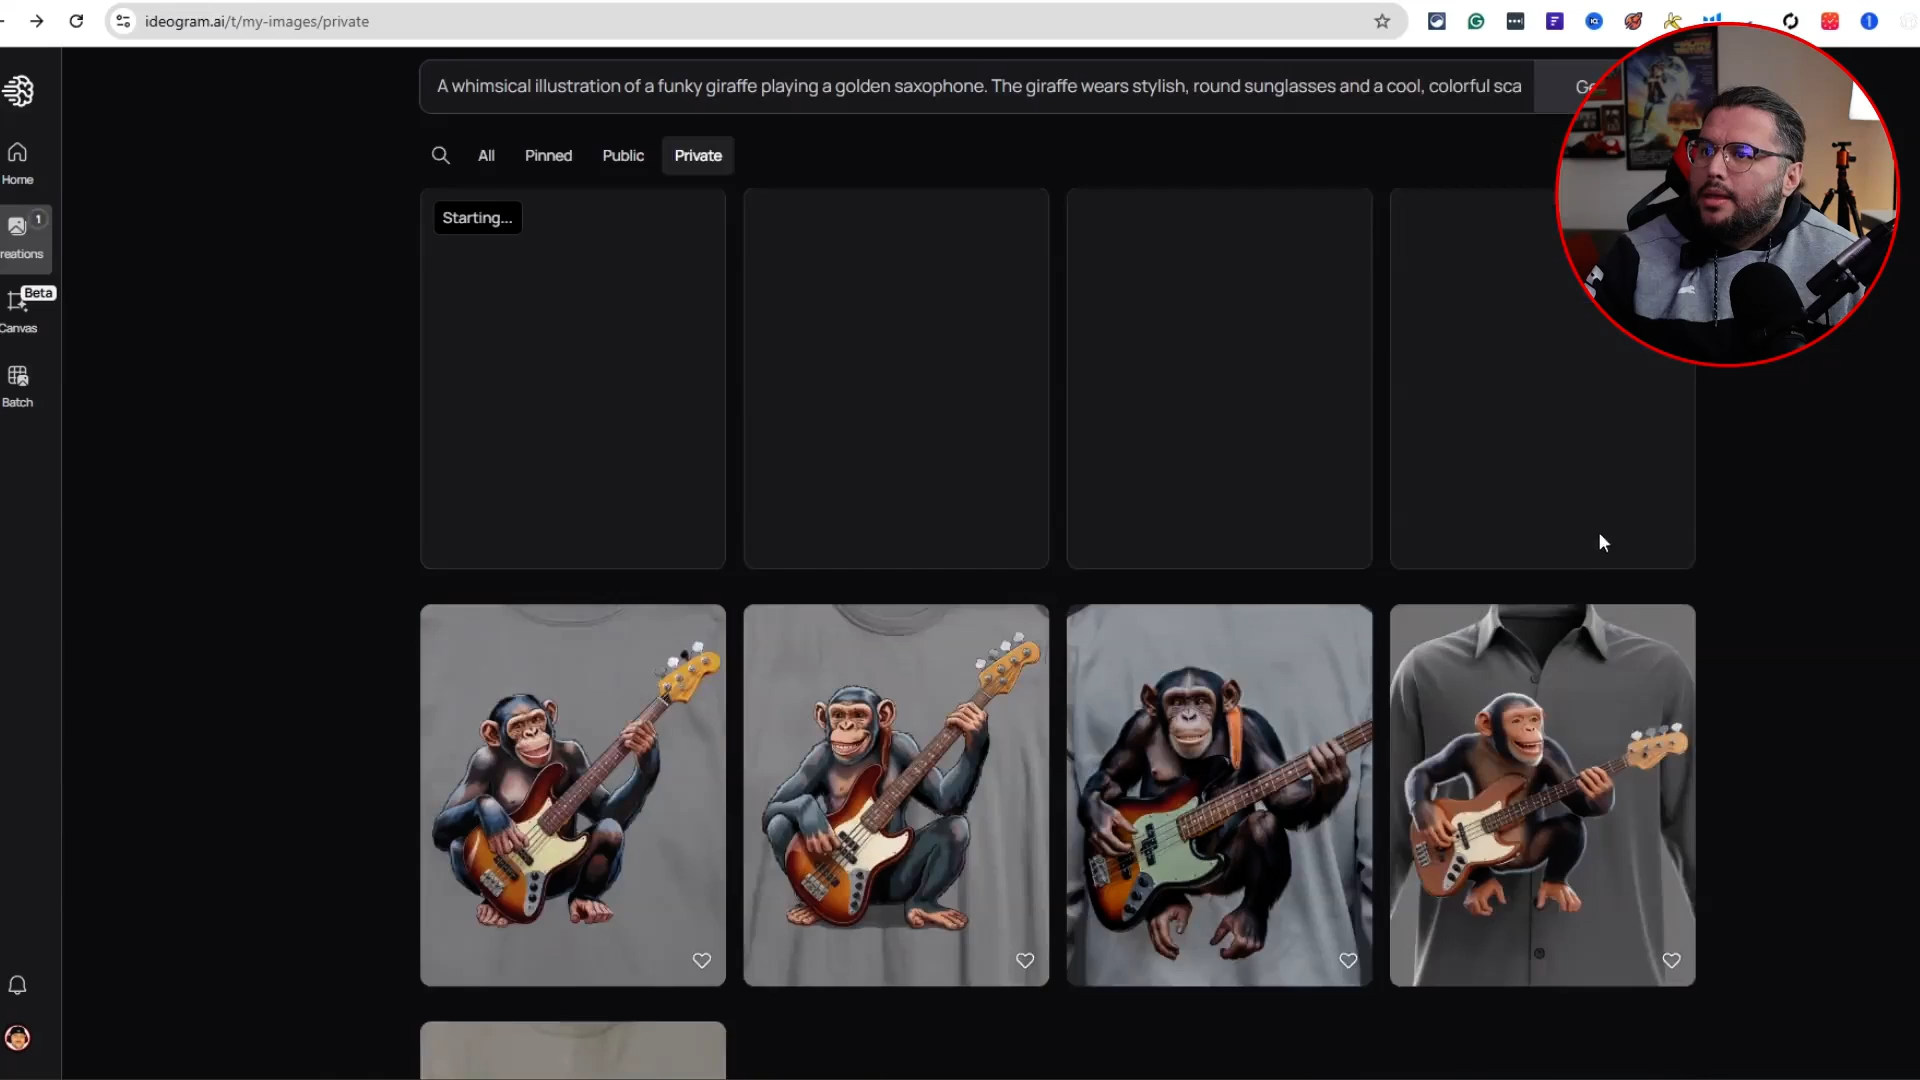 ideogram.ai/t/my-images/private
A whimsical illustration of a funky giraffe playing a golden saxophone. The giraffe wears stylish, round sunglasses and a cool, colorful sca
All
Pinned
Public
Private
Home
1
reations
Beta
Canvas
Batch
Starting...